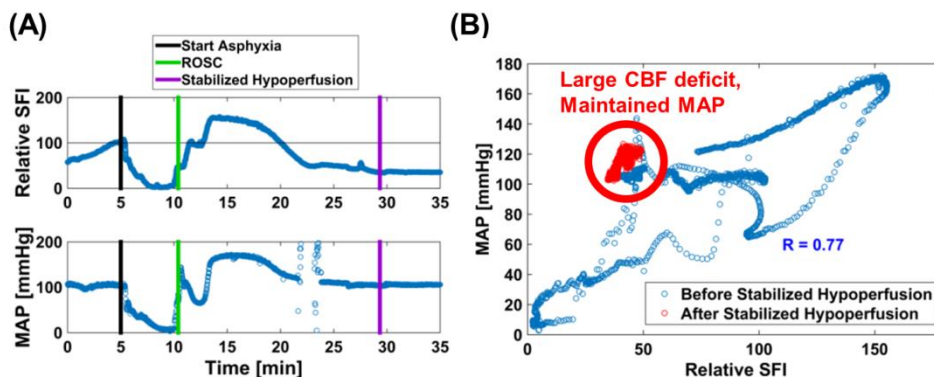 (A)
Start Asphyxia
ROSC
Stabilized Hypoperfusion
200
100
0
Relative SFI
0 5 10 15 20 25 30 35
200
100
0
MAP [mmHg]
0 5 10 15 20 25 30 35
Time [min]
(B)
180
160
140
120
100
80
60
40
20
0
MAP [mmHg]
Large CBF deficit,
Maintained MAP
R = 0.77
Before Stabilized Hypoperfusion
After Stabilized Hypoperfusion
0 50 100 150
Relative SFI